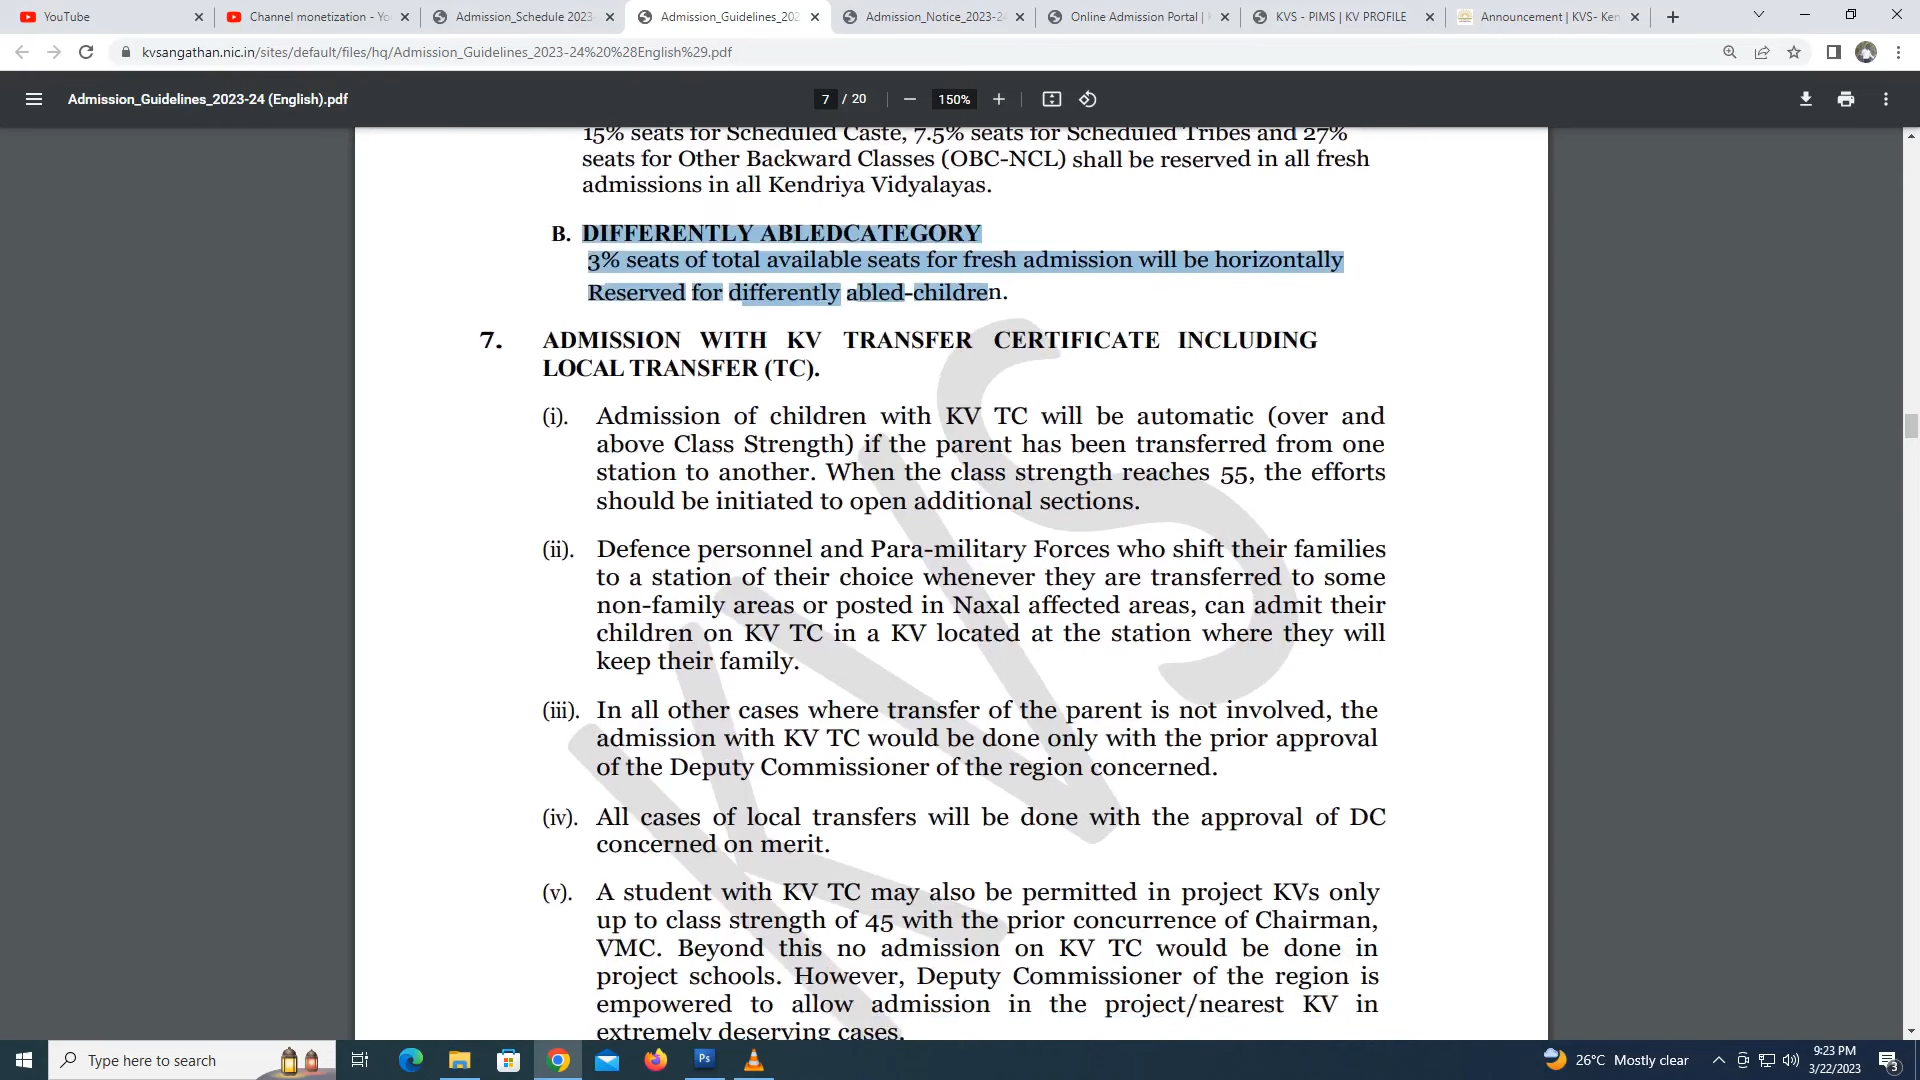 YouTube
Channel monetization - Yo
Admission_Schedule 2023-
Admission_Guidelines_202
Admission_Notice_2023-2
Online Admission Portal |
KVS - PIMS | KV PROFILE
Announcement | KVS- Ken
kvsangathan.nic.in/sites/default/files/hq/Admission_Guidelines_2023-24%20%28English%29.pdf
Admission_Guidelines_2023-24 (English).pdf
7 / 20
150%
15% seats for Scheduled Caste, 7.5% seats for Scheduled Tribes and 27%
seats for Other Backward Classes (OBC-NCL) shall be reserved in all fresh
admissions in all Kendriya Vidyalayas.
B. DIFFERENTLY ABLEDCATEGORY
3% seats of total available seats for fresh admission will be horizontally
Reserved for differently abled-children.
7. ADMISSION WITH KV TRANSFER CERTIFICATE INCLUDING
LOCAL TRANSFER (TC).
(i). Admission of children with KV TC will be automatic (over and
above Class Strength) if the parent has been transferred from one
station to another. When the class strength reaches 55, the efforts
should be initiated to open additional sections.
(ii). Defence personnel and Para-military Forces who shift their families
to a station of their choice whenever they are transferred to some
non-family areas or posted in Naxal affected areas, can admit their
children on KV TC in a KV located at the station where they will
keep their family.
(iii). In all other cases where transfer of the parent is not involved, the
admission with KV TC would be done only with the prior approval
of the Deputy Commissioner of the region concerned.
(iv). All cases of local transfers will be done with the approval of DC
concerned on merit.
(v). A student with KV TC may also be permitted in project KVs only
up to class strength of 45 with the prior concurrence of Chairman,
VMC. Beyond this no admission on KV TC would be done in
project schools. However, Deputy Commissioner of the region is
empowered to allow admission in the project/nearest KV in
extremely deserving cases.
KVS
Type here to search
Ps
26°C Mostly clear
9:23 PM
3/22/2023
3